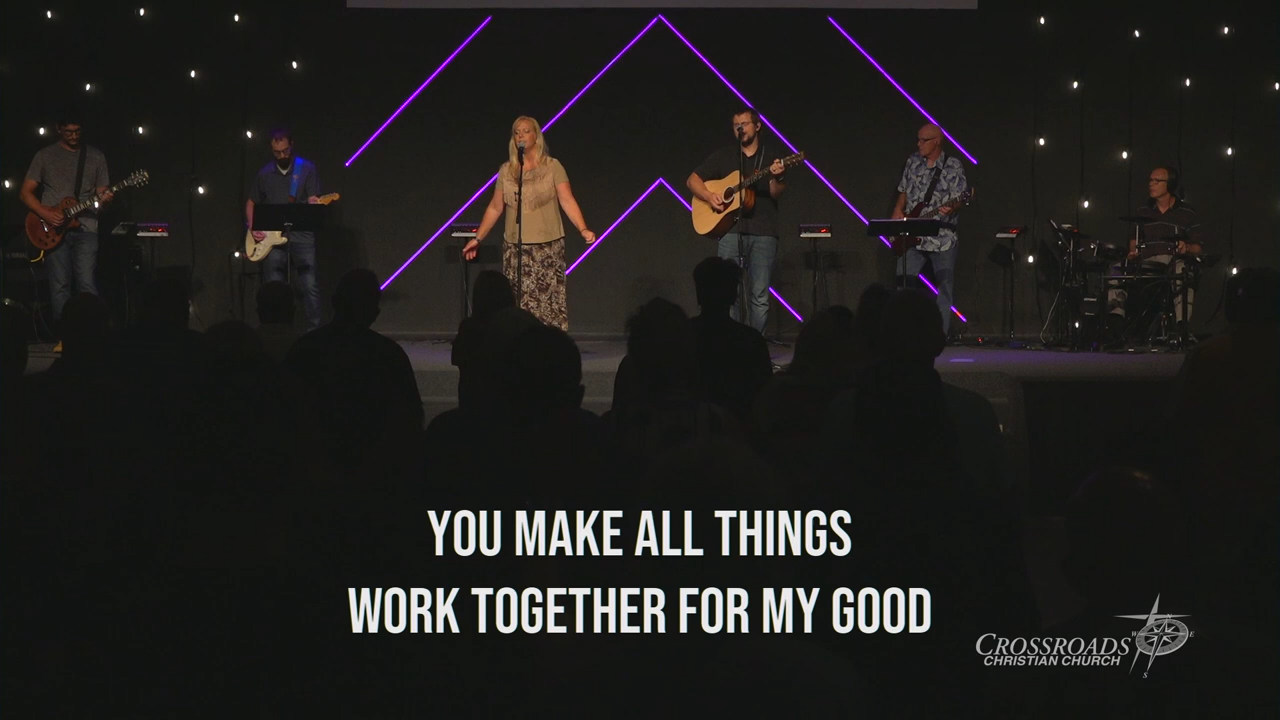 YOU MAKE ALL THINGS
WORK TOGETHER FOR MY GOOD
CROSSROADS
CHRISTIAN CHURCH
N
W
E
S